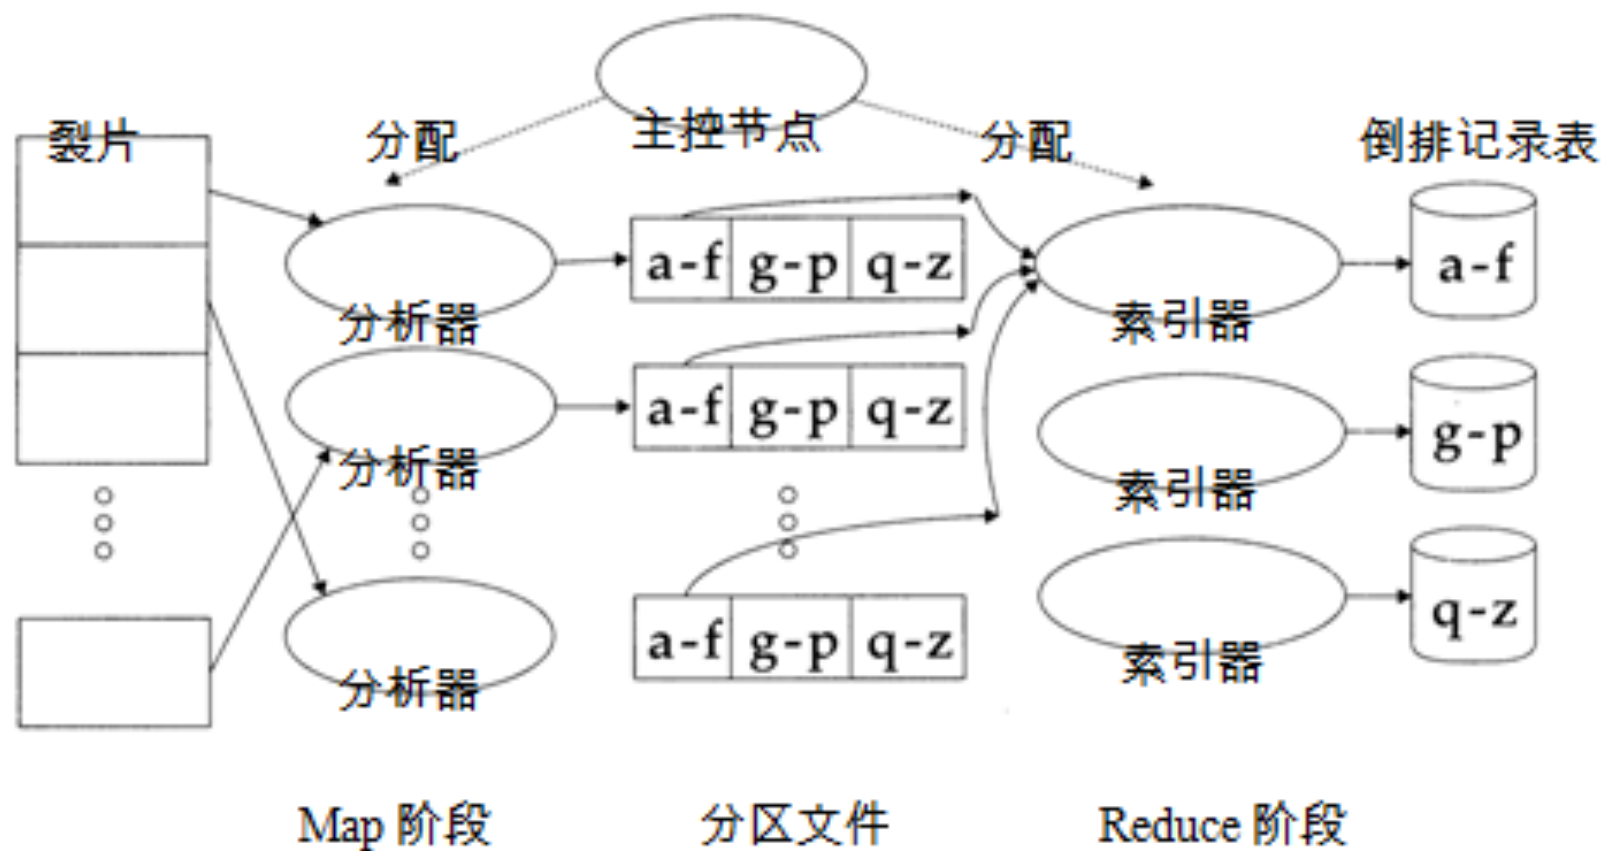 裂片
分配
主控节点
分配
倒排记录表
分析器
a-f g-p q-z
索引器
a-f
分析器
a-f g-p q-z
索引器
g-p
分析器
a-f g-p q-z
索引器
q-z
Map 阶段
分区文件
Reduce 阶段